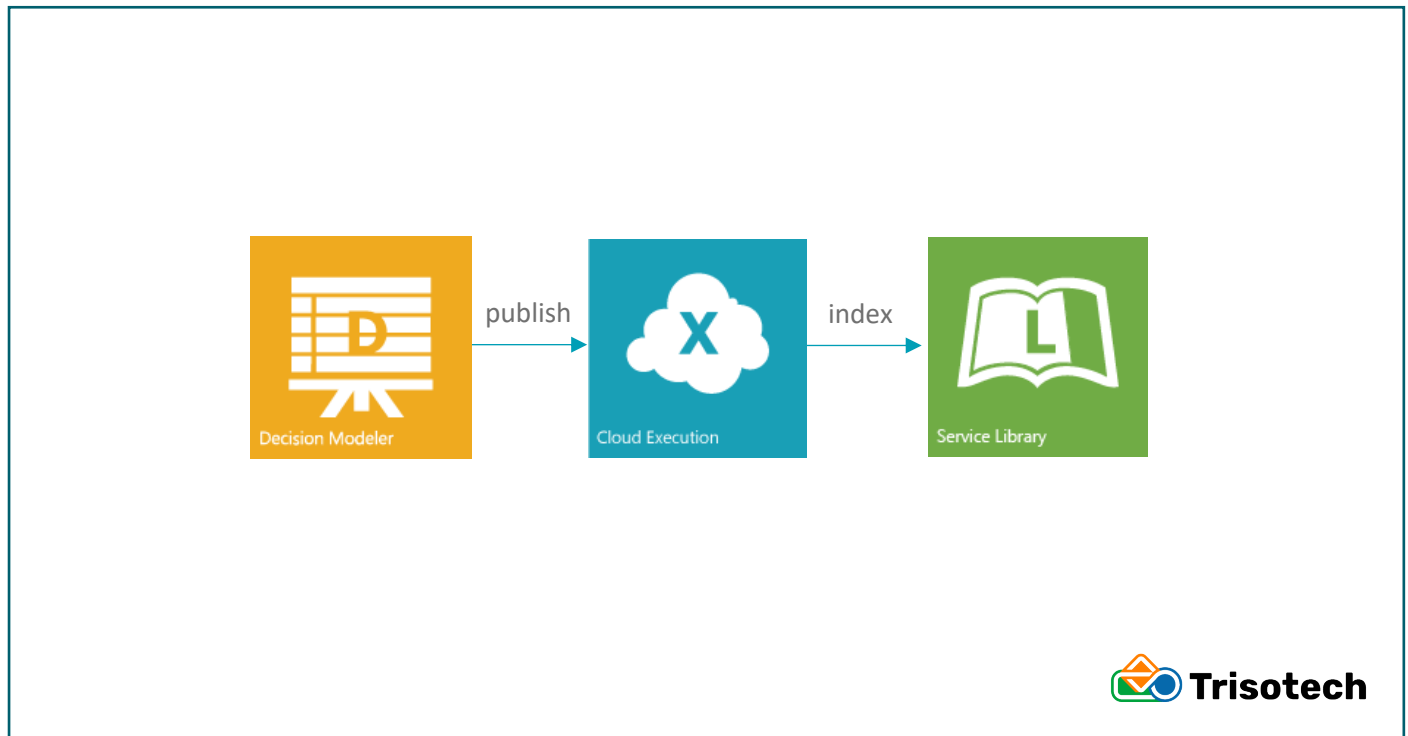 publish
index
D
X
L
Decision Modeler
Cloud Execution
Service Library
Trisotech